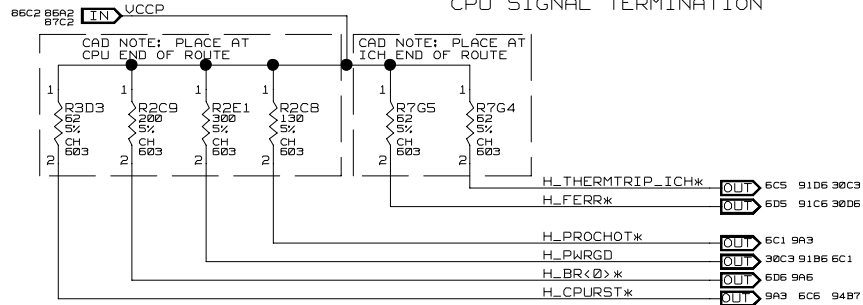 CPU SIGNAL TERMINATION
86C2 86A2
87C2
IN
VCCP
CAD NOTE: PLACE AT
CPU END OF ROUTE
CAD NOTE: PLACE AT
ICH END OF ROUTE
1 1 1 1 1 1
R3D3 R2C9 R2E1 R2C8 R7G5 R7G4
62 200 300 130 62 62
5% 5% 5% 5% 5% 5%
CH CH CH CH CH CH
603 603 603 603 603 603
2 2 2 2 2 2
H_THERMTRIP_ICH* OUT 6C5 91D6 30C3
H_FERR* OUT 6D5 91C6 30D6
H_PROCHOT* OUT 6C1 9A3
H_PWRGD OUT 30C3 91B6 6C1
H_BR<0>* OUT 6D6 9A6
H_CPURST* OUT 9A3 6C6 94B7